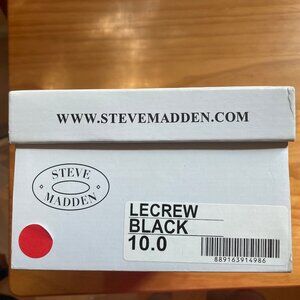 WWW.STEVEMADDEN.COM
STEVE
MADDEN
LECREW
BLACK
10.0
889163914986